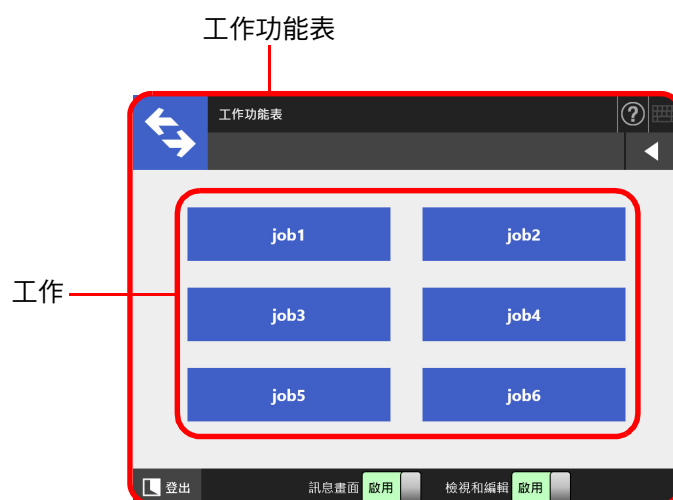 工作功能表
工作功能表
?
job1
job2
工作
job3
job4
job5
job6
登出
訊息畫面 啟用
檢視和編輯 啟用